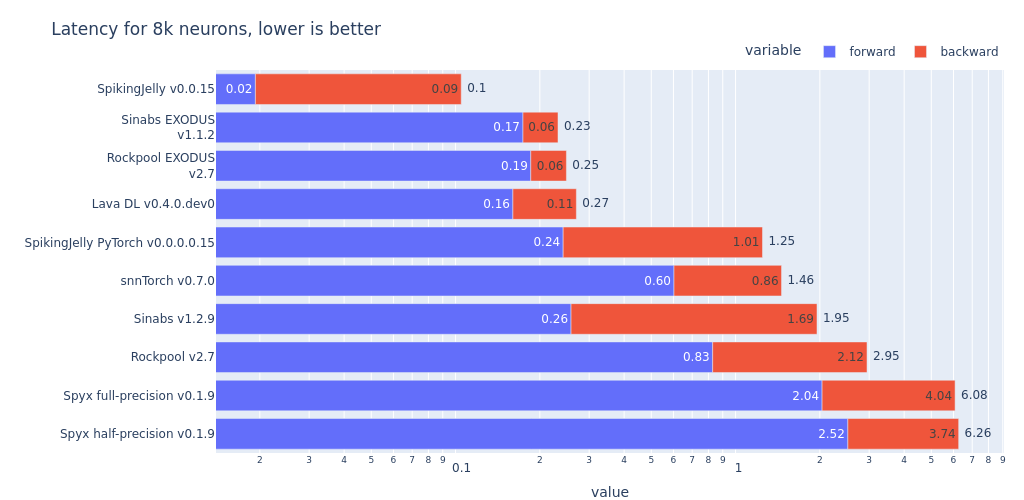 Latency for 8k neurons, lower is better
variable forward backward
SpikingJelly v0.0.15 0.02 0.09 0.1
Sinabs EXODUS
v1.1.2 0.17 0.06 0.23
Rockpool EXODUS
v2.7 0.19 0.06 0.25
Lava DL v0.4.0.dev0 0.16 0.11 0.27
SpikingJelly PyTorch v0.0.0.0.15 0.24 1.01 1.25
snnTorch v0.7.0 0.60 0.86 1.46
Sinabs v1.2.9 0.26 1.69 1.95
Rockpool v2.7 0.83 2.12 2.95
Spyx full-precision v0.1.9 2.04 4.04 6.08
Spyx half-precision v0.1.9 2.52 3.74 6.26
2 3 4 5 6 7 8 9 0.1 2 3 4 5 6 7 8 9 1 2 3 4 5 6 7 8 9
value